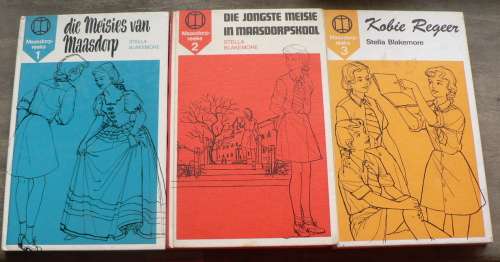 Maasdorp-
reeks
1
die Meisies van
Maasdorp
STELLA
BLAKEMORE
Maasdorp-
reeks
2
DIE JONGSTE MEISIE
IN MAASDORPSKOOL
STELLA
BLAKEMORE
Maasdorp-
reeks
3
Kobie Regeer
Stella Blakemore